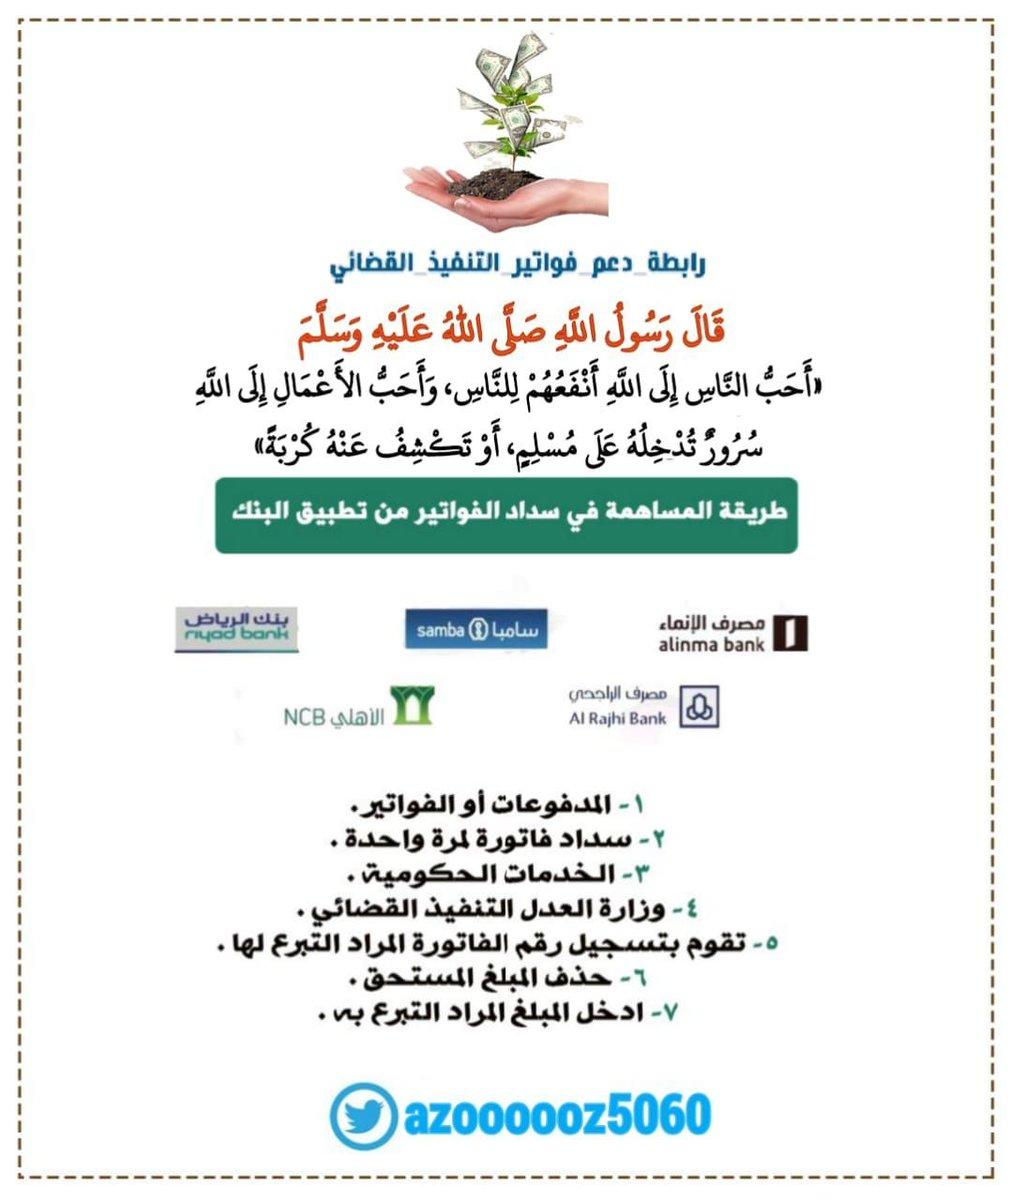 رابطة_دعم_فواتير_التنفيذ_القضائي
قَالَ رَسُولُ اللَّهِ صَلَّى اللهُ عَلَيْهِ وَسَلَّمَ
«أَحَبُّ النَّاسِ إِلَى اللَّهِ أَنْفَعُهُمْ لِلنَّاسِ، وَأَحَبُّ الأَعْمَالِ إِلَى اللَّهِ
سُرُورٌ تُدْخِلُهُ عَلَى مُسْلِمٍ، أَوْ تَكْشِفُ عَنْهُ كُرْبَةً»
طريقة المساهمة في سداد الفواتير من تطبيق البنك
مصرف الإنماء
alinma bank
سامبا samba
بنك الرياض
riyad bank
مصرف الراجحي
Al Rajhi Bank
الأهلي NCB
١- المدفوعات أو الفواتير .
٢- سداد فاتورة لمرة واحدة .
٣- الخدمات الحكومية .
٤- وزارة العدل التنفيذ القضائي .
٥- تقوم بتسجيل رقم الفاتورة المراد التبرع لها .
٦- حذف المبلغ المستحق .
٧- ادخل المبلغ المراد التبرع به .
azoooooz5060